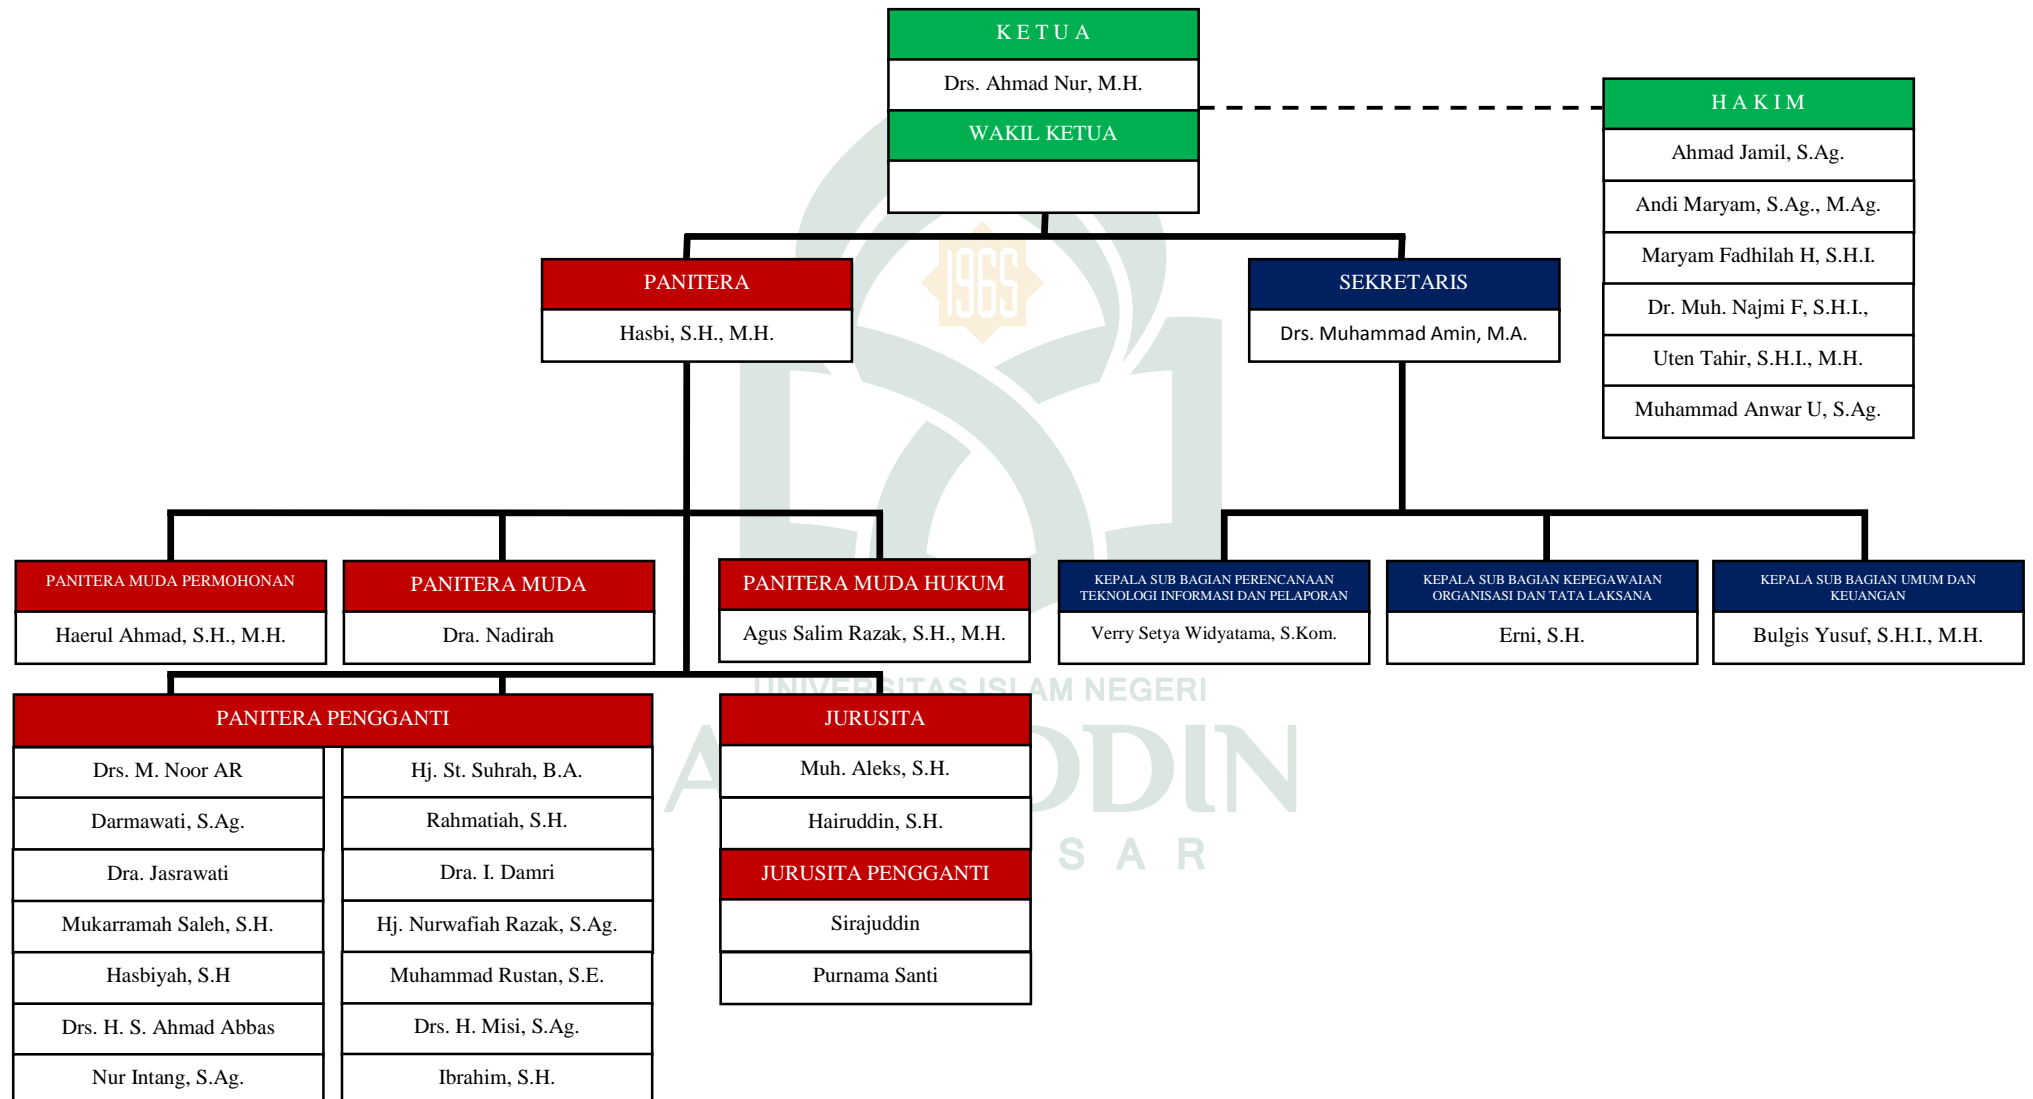 K E T U A
Drs. Ahmad Nur, M.H.
WAKIL KETUA
H A K I M
Ahmad Jamil, S.Ag.
Andi Maryam, S.Ag., M.Ag.
Maryam Fadhilah H, S.H.I.
Dr. Muh. Najmi F, S.H.I.,
Uten Tahir, S.H.I., M.H.
Muhammad Anwar U, S.Ag.
1965
PANITERA
Hasbi, S.H., M.H.
SEKRETARIS
Drs. Muhammad Amin, M.A.
PANITERA MUDA PERMOHONAN
Haerul Ahmad, S.H., M.H.
PANITERA MUDA
Dra. Nadirah
PANITERA MUDA HUKUM
Agus Salim Razak, S.H., M.H.
KEPALA SUB BAGIAN PERENCANAAN
TEKNOLOGI INFORMASI DAN PELAPORAN
Verry Setya Widyatama, S.Kom.
KEPALA SUB BAGIAN KEPEGAWAIAN
ORGANISASI DAN TATA LAKSANA
Erni, S.H.
KEPALA SUB BAGIAN UMUM DAN
KEUANGAN
Bulgis Yusuf, S.H.I., M.H.
UNIVERSITAS ISLAM NEGERI
PANITERA PENGGANTI
Drs. M. Noor AR
Darmawati, S.Ag.
Dra. Jasrawati
Mukarramah Saleh, S.H.
Hasbiyah, S.H
Drs. H. S. Ahmad Abbas
Nur Intang, S.Ag.
Hj. St. Suhrah, B.A.
Rahmatiah, S.H.
Dra. I. Damri
Hj. Nurwafiah Razak, S.Ag.
Muhammad Rustan, S.E.
Drs. H. Misi, S.Ag.
Ibrahim, S.H.
JURUSITA
Muh. Aleks, S.H.
Hairuddin, S.H.
JURUSITA PENGGANTI
Sirajuddin
Purnama Santi